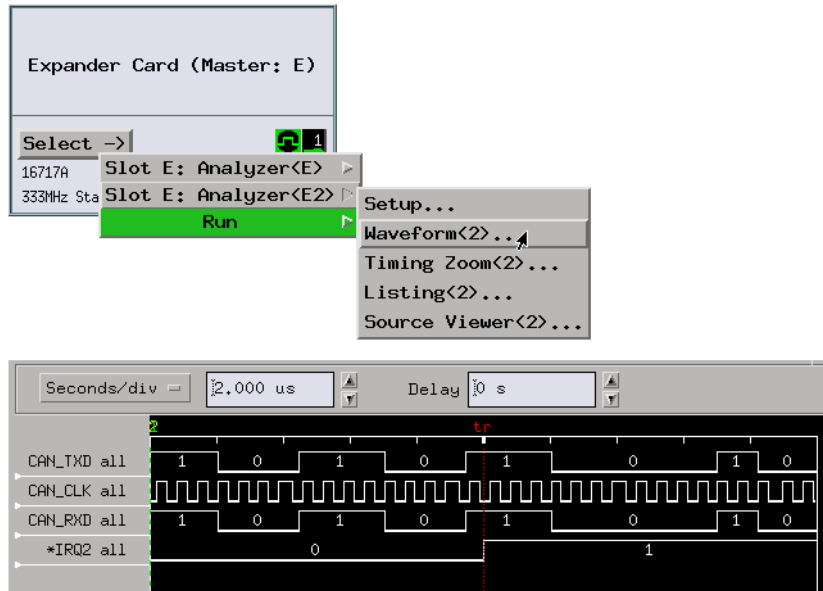 Expander Card (Master: E)
Select ->
1
16717A
333MHz Sta
Slot E: Analyzer<E>
Slot E: Analyzer<E2>
Run
Setup...
Waveform<2>...
Timing Zoom<2>...
Listing<2>...
Source Viewer<2>...
Seconds/div
2.000 us
Delay
0 s
2
tr
CAN_TXD all
1 0 1 0 1 0 1 0
CAN_CLK all
CAN_RXD all
1 0 1 0 1 0 1 0
*IRQ2 all
0 1